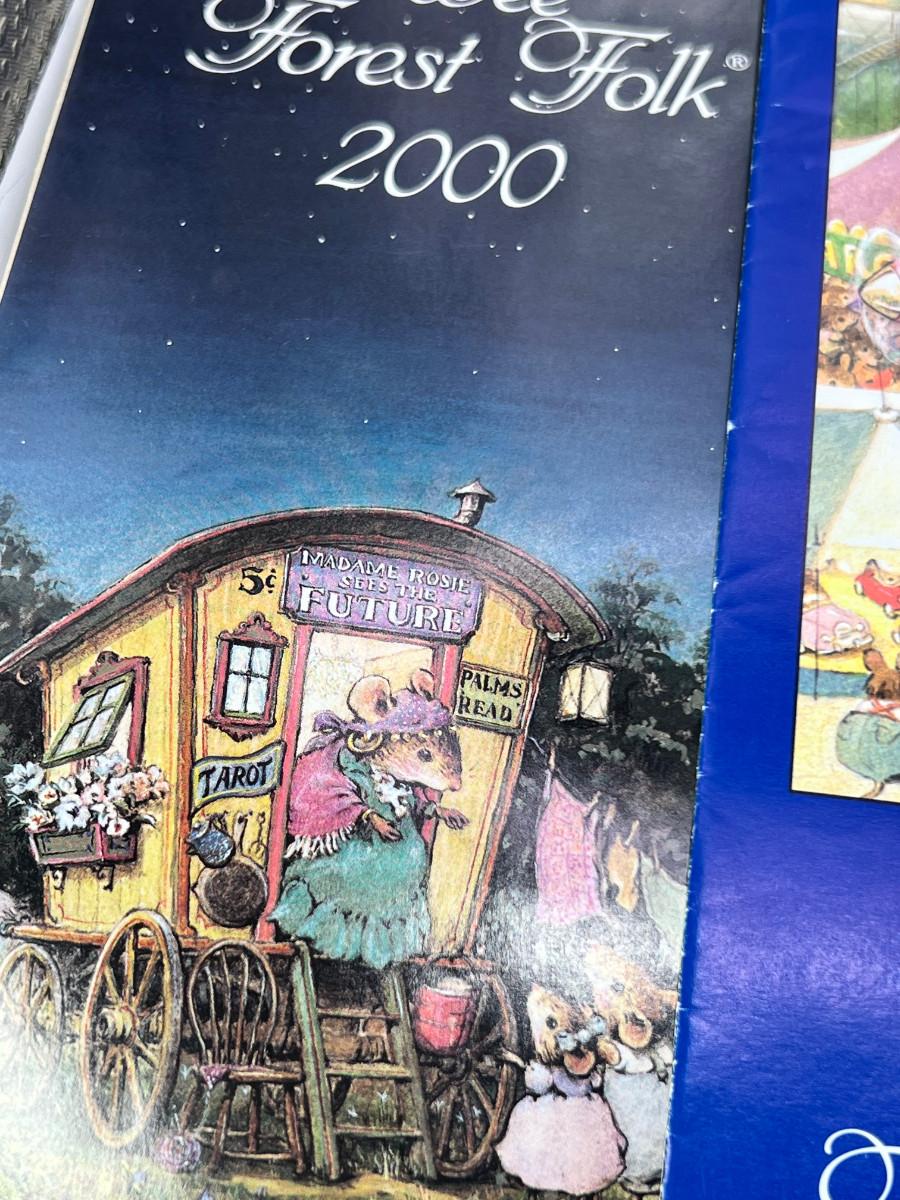 Forest Folk®
2000
5¢
MADAME ROSIE
SEES THE
FUTURE
PALMS
READ
TAROT